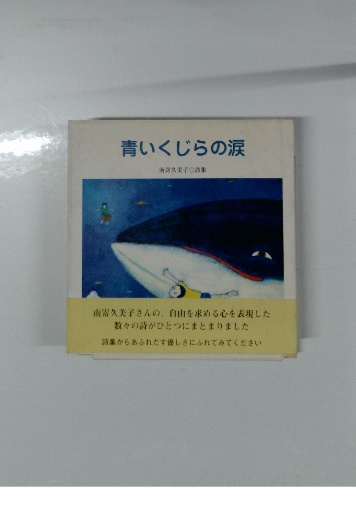 青いくじらの涙
南嵜久美子◎詩集
南嵜久美子さんの、自由を求める心を表現した
数々の詩がひとつにまとまりました
詩集からあふれだす優しさにふれてみてください